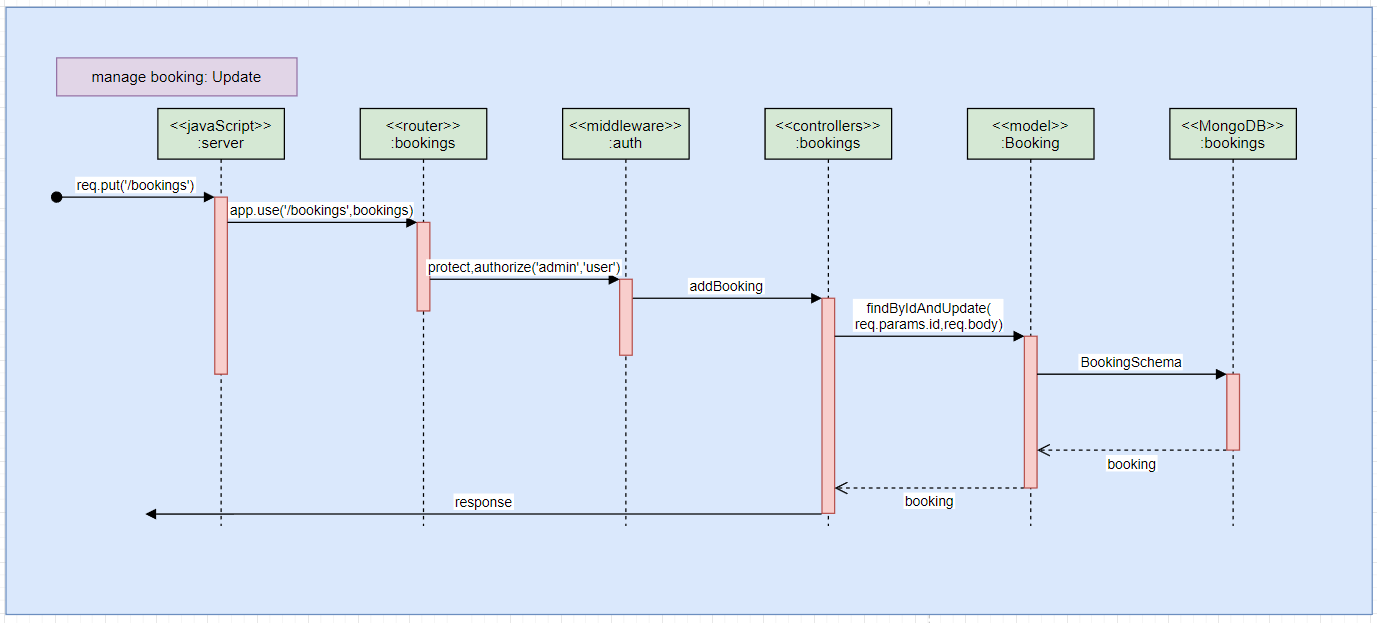 manage booking: Update
<<javaScript>>
:server
<<router>>
:bookings
<<middleware>>
:auth
<<controllers>>
:bookings
<<model>>
:Booking
<<MongoDB>>
:bookings
req.put('/bookings')
app.use('/bookings',bookings)
protect,authorize('admin','user')
addBooking
findByIdAndUpdate(
req.params.id,req.body)
BookingSchema
booking
booking
response